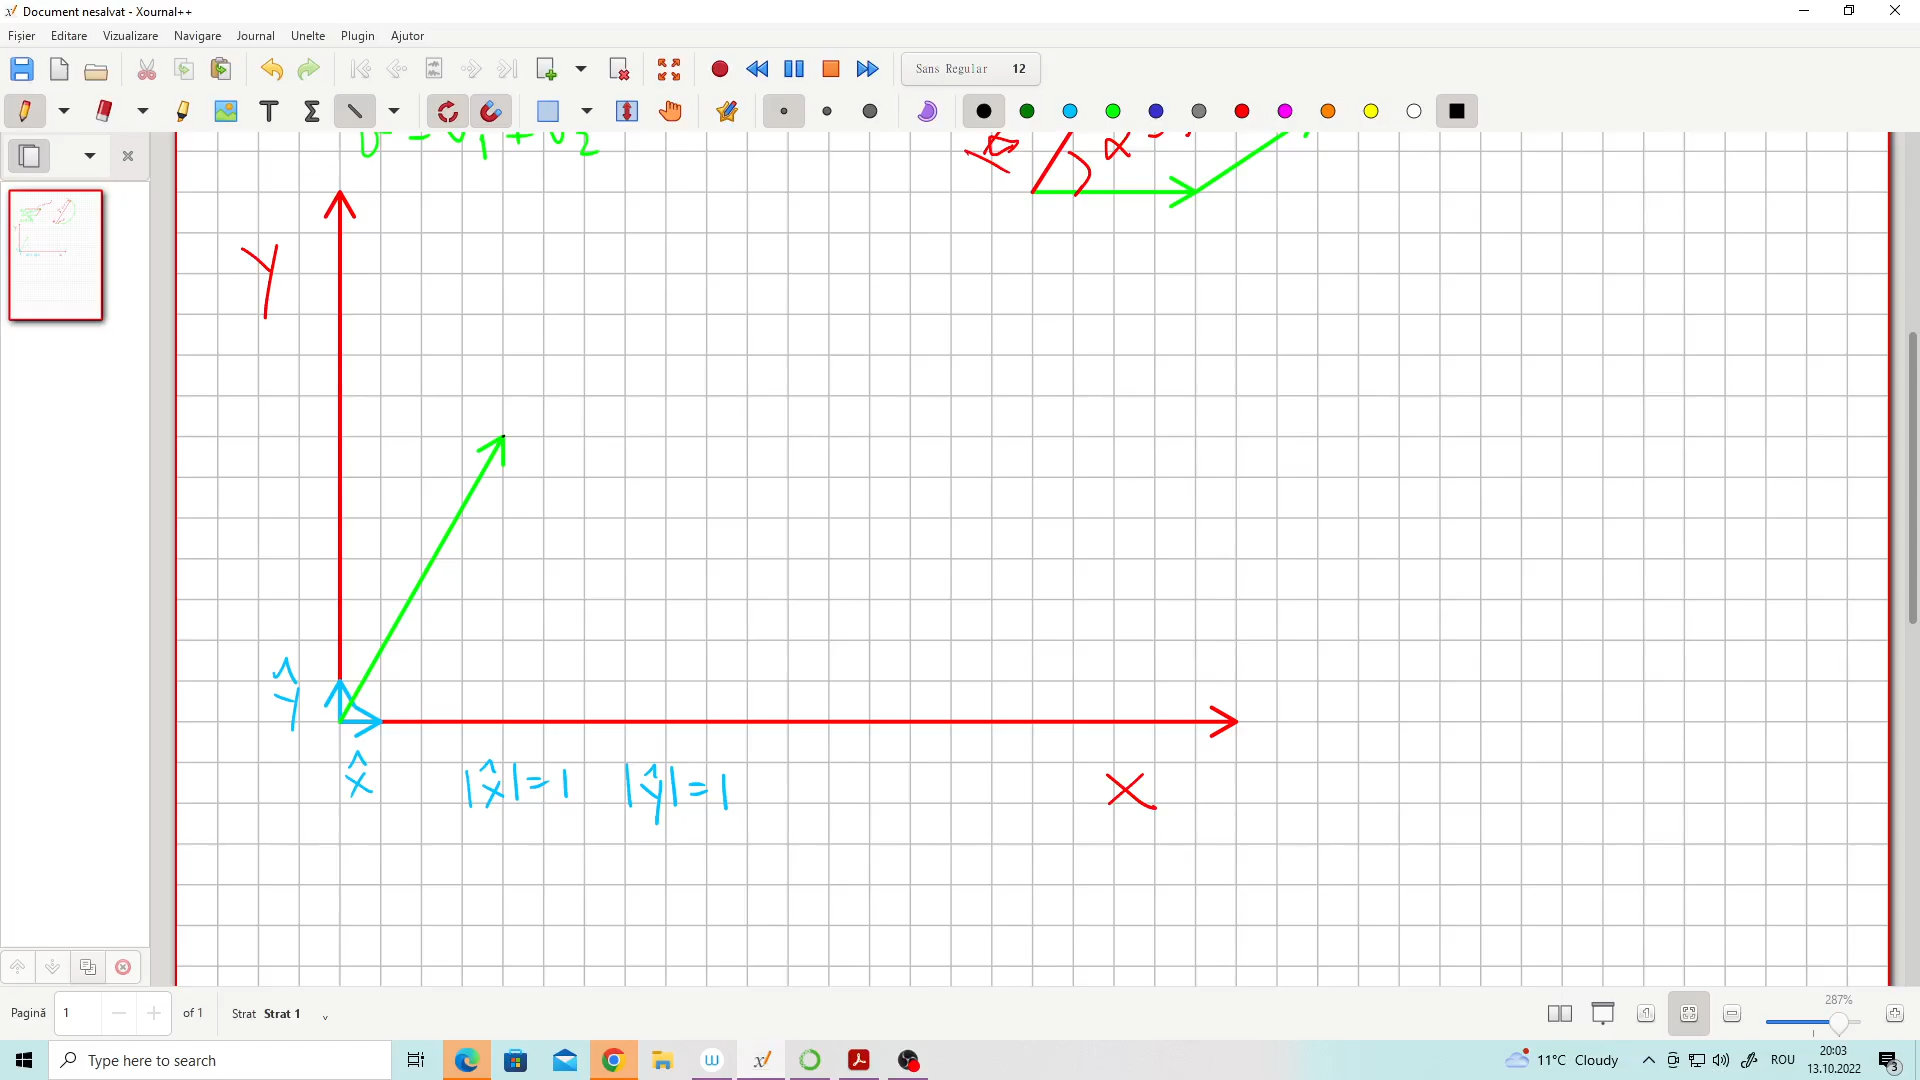 Document nesalvat - Xournal++
Fișier Editare Vizualizare Navigare Journal Unelte Plugin Ajutor
Sans Regular 12
α
Y
ŷ
x̂ |x̂|=1 |ŷ|=1 X
Pagină 1 of 1 Strat Strat 1 287%
Type here to search 11°C Cloudy ROU 20:03
13.10.2022
3